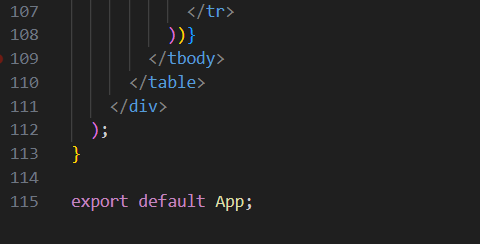 107 </tr>
108 ))}
109 </tbody>
110 </table>
111 </div>
112 );
113 }
114
115 export default App;